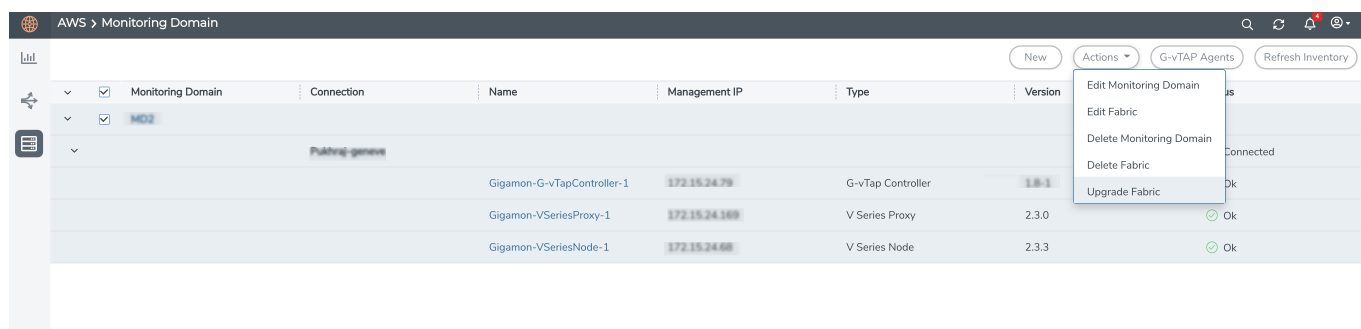 AWS > Monitoring Domain
4
New Actions G-vTAP Agents Refresh Inventory
Monitoring Domain Connection Name Management IP Type Version us
Edit Monitoring Domain
Edit Fabric
Delete Monitoring Domain
Delete Fabric
Upgrade Fabric
MD2
Pukhraj-geneve Connected
Gigamon-G-vTapController-1 172.15.24.79 G-vTap Controller 1.8-1 Ok
Gigamon-VSeriesProxy-1 172.15.24.169 V Series Proxy 2.3.0 Ok
Gigamon-VSeriesNode-1 172.15.24.68 V Series Node 2.3.3 Ok